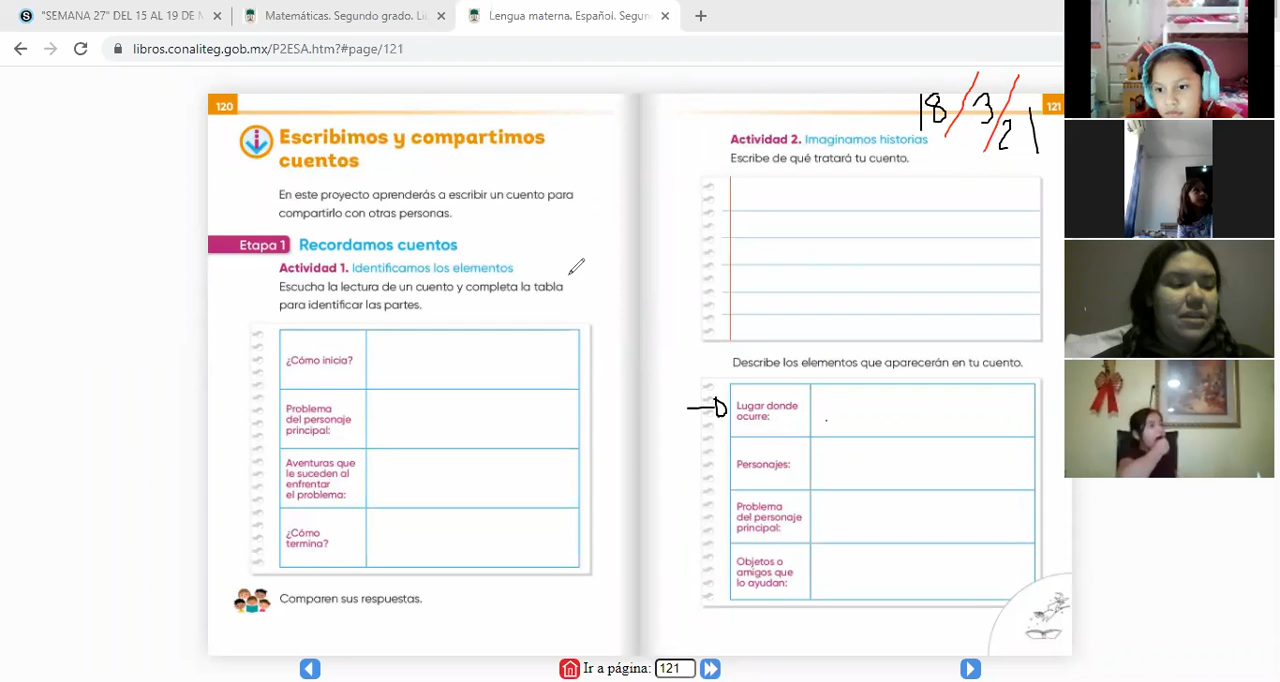 "SEMANA 27" DEL 15 AL 19 DE M
Matemáticas. Segundo grado. Li
Lengua materna. Español. Segun
libros.conaliteg.gob.mx/P2ESA.htm?#page/121
120
Escribimos y compartimos
cuentos
En este proyecto aprenderás a escribir un cuento para
compartirlo con otras personas.
Etapa 1 Recordamos cuentos
Actividad 1. Identificamos los elementos
Escucha la lectura de un cuento y completa la tabla
para identificar las partes.
¿Cómo inicia?
Problema
del personaje
principal:
Aventuras que
le suceden al
enfrentar
el problema:
¿Cómo
termina?
Comparen sus respuestas.
18/3/21
121
Actividad 2. Imaginamos historias
Escribe de qué tratará tu cuento.
Describe los elementos que aparecerán en tu cuento.
Lugar donde
ocurre:
Personajes:
Problema
del personaje
principal:
Objetos o
amigos que
lo ayudan:
Ir a página: 121